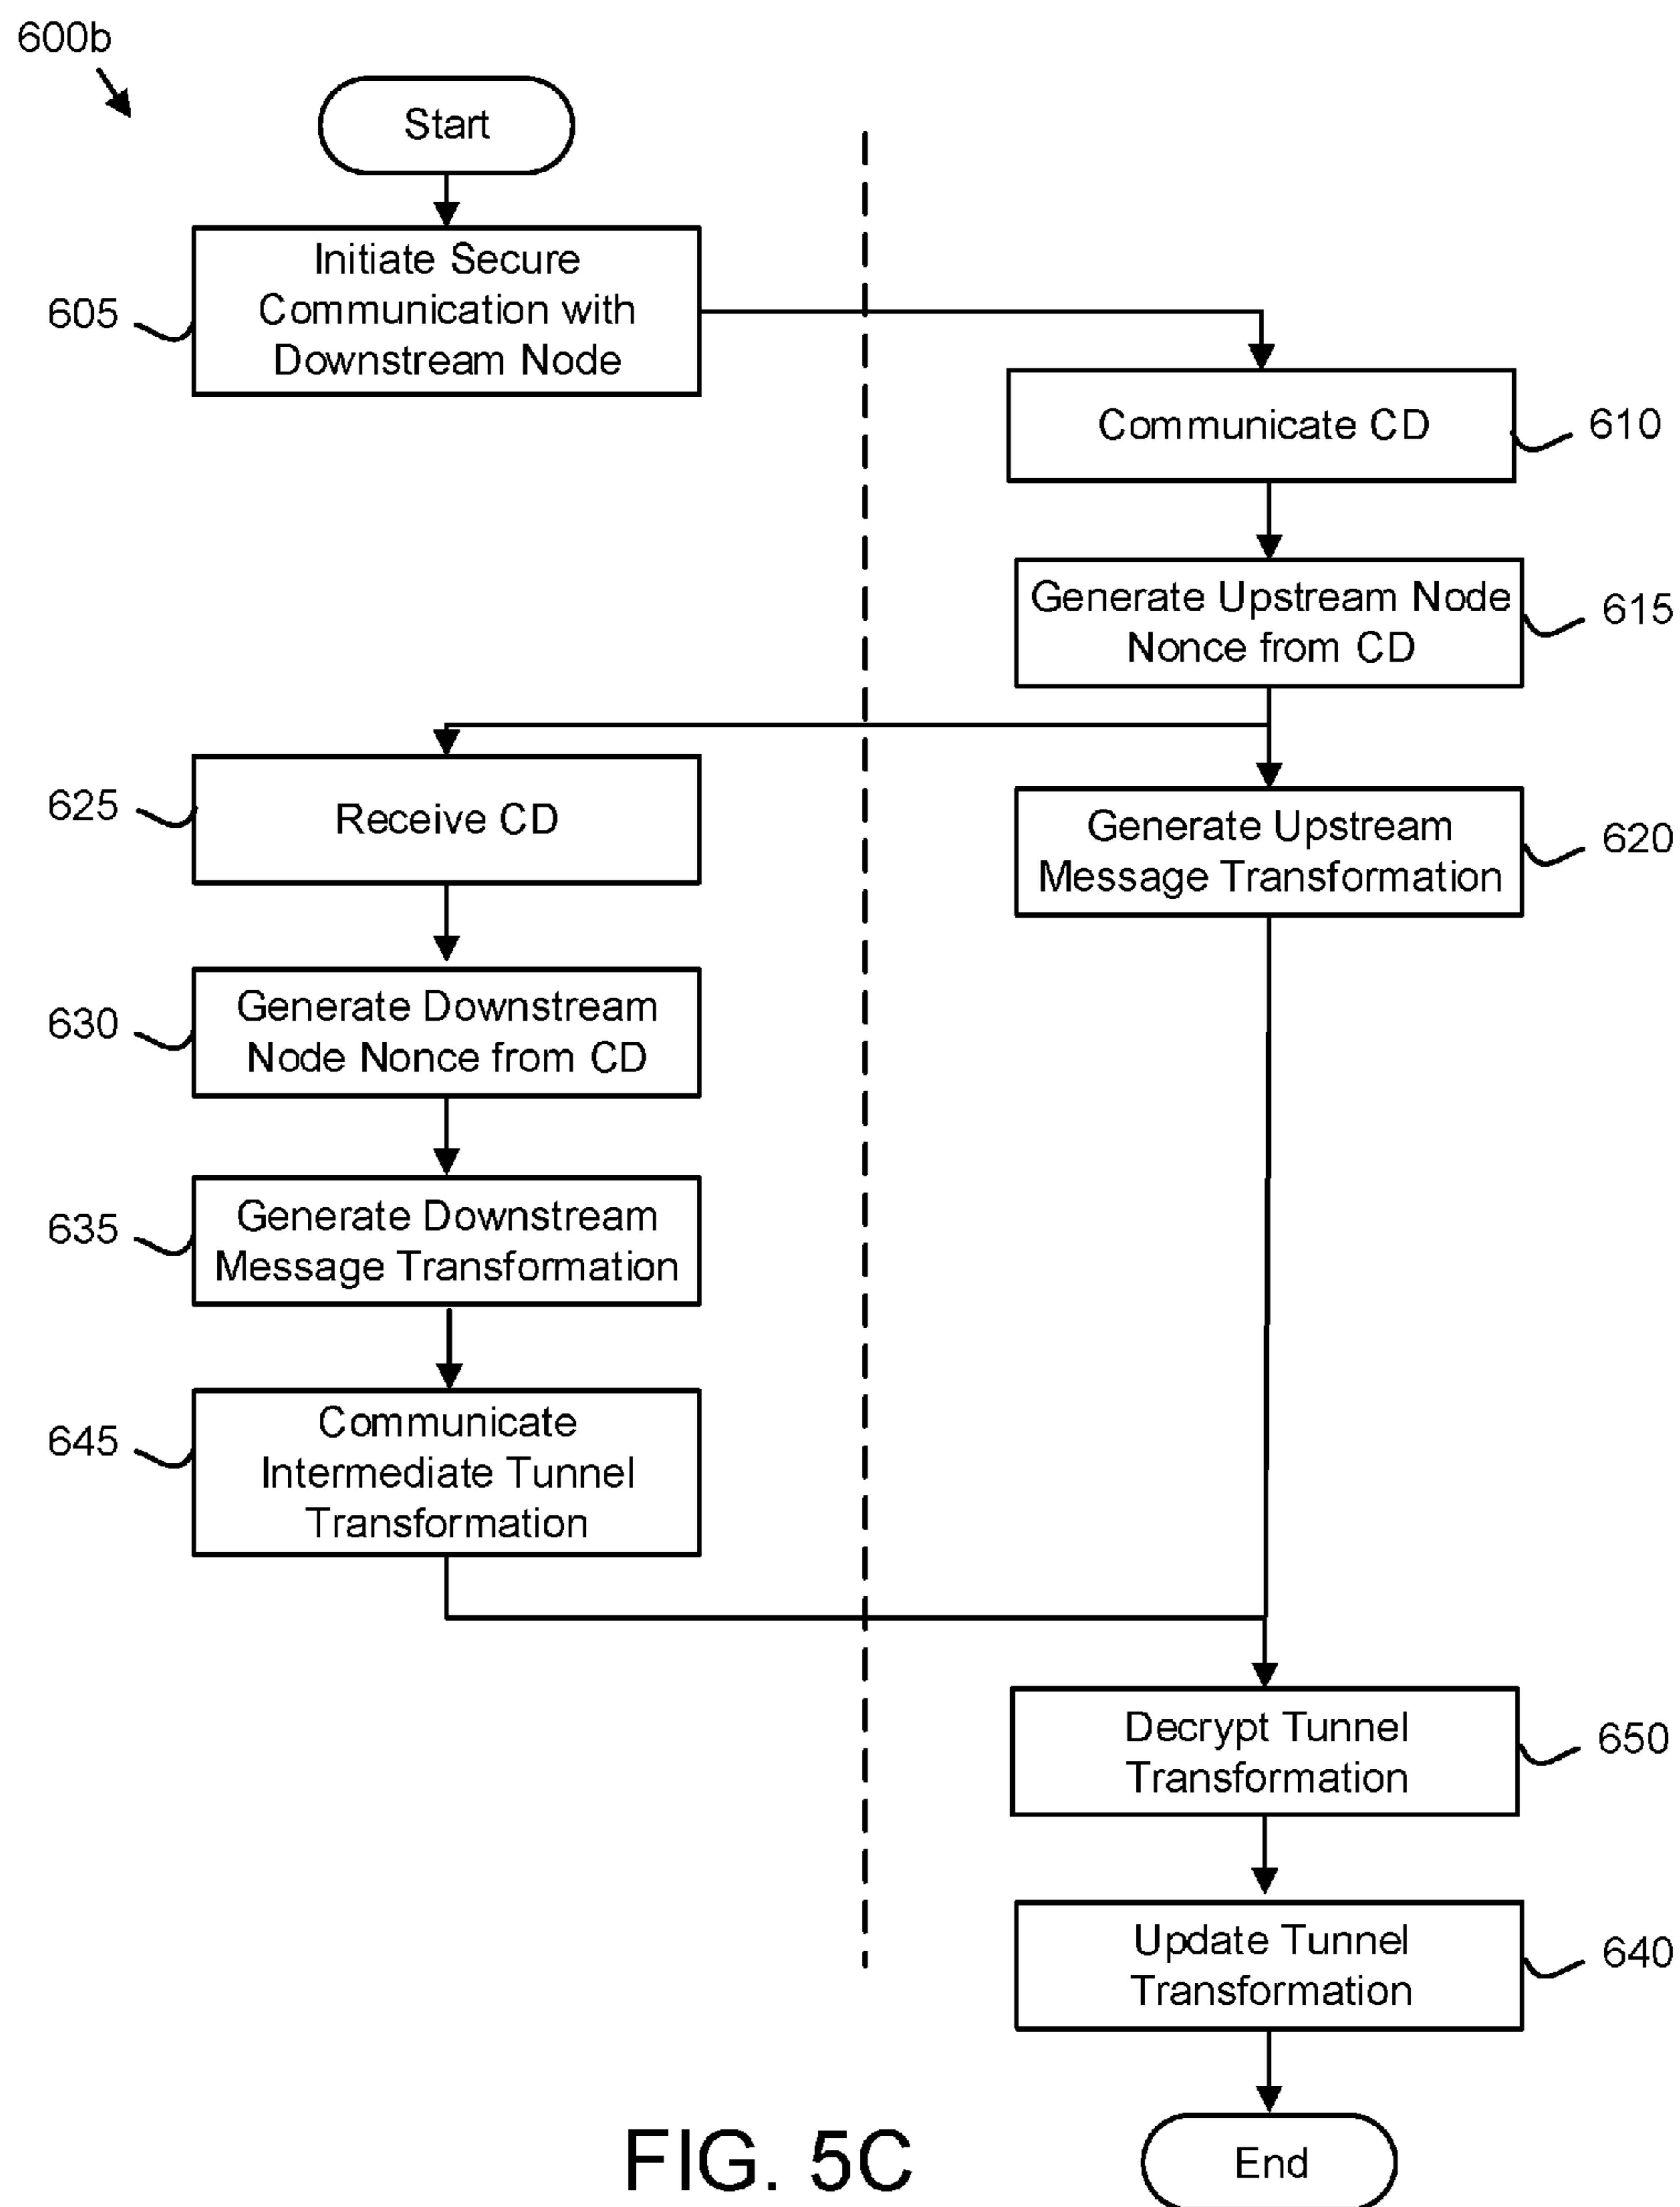 600b
Start
605
Initiate Secure
Communication with
Downstream Node
Communicate CD
610
Generate Upstream Node
Nonce from CD
615
625
Receive CD
Generate Upstream
Message Transformation
620
630
Generate Downstream
Node Nonce from CD
635
Generate Downstream
Message Transformation
645
Communicate
Intermediate Tunnel
Transformation
Decrypt Tunnel
Transformation
650
Update Tunnel
Transformation
640
End
FIG. 5C